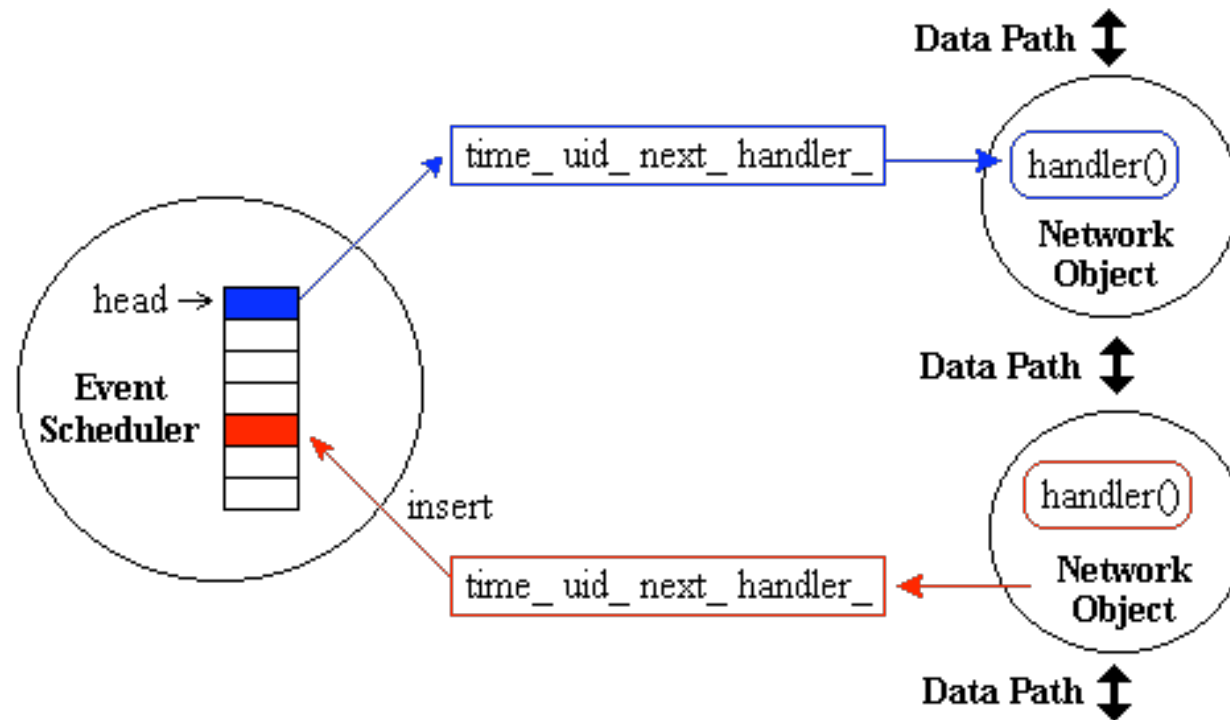 Data Path
time_ uid_ next_ handler_
handler()
Network
Object
head
Event
Scheduler
Data Path
insert
handler()
time_ uid_ next_ handler_
Network
Object
Data Path